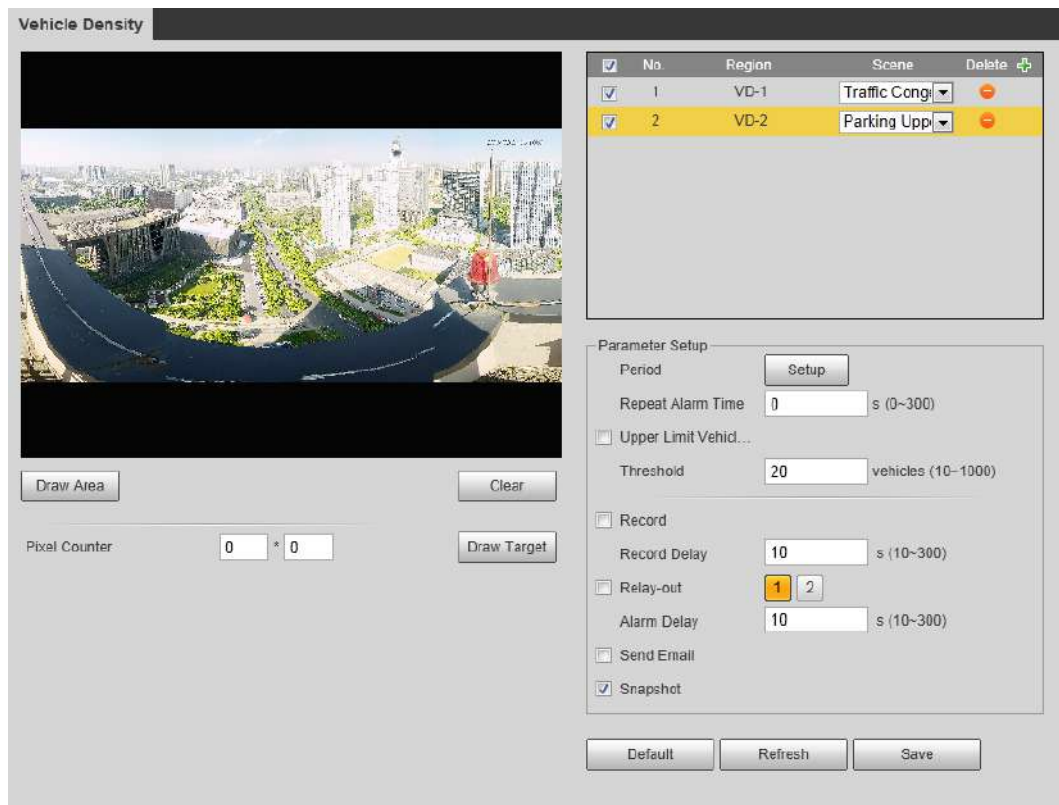 Vehicle Density
No. Region Scene Delete
1 VD-1 Traffic Cong
2 VD-2 Parking Upp
Parameter Setup
Period Setup
Repeat Alarm Time 0 s (0~300)
Upper Limit Vehicl...
Threshold 20 vehicles (10~1000)
Draw Area Clear
Pixel Counter 0 * 0 Draw Target
Record
Record Delay 10 s (10~300)
Relay-out 1 2
Alarm Delay 10 s (10~300)
Send Email
Snapshot
Default Refresh Save